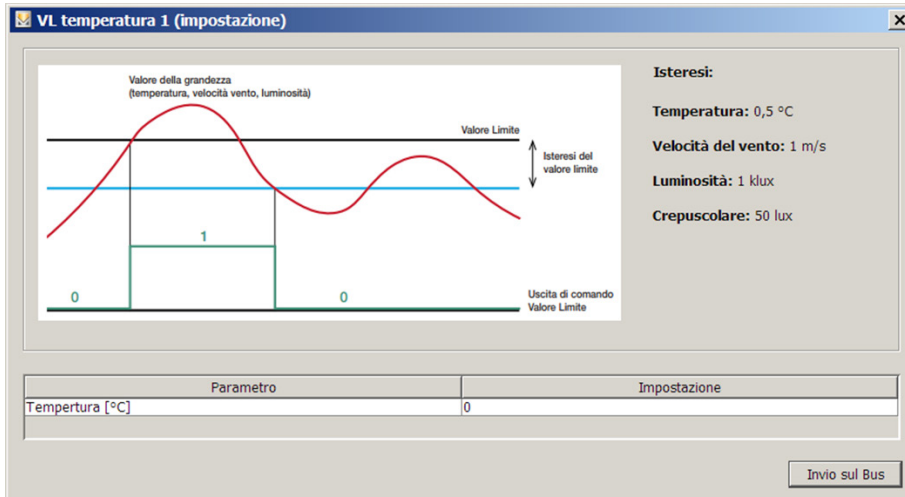 VL temperatura 1 (impostazione)
Valore della grandezza
(temperatura, velocità vento, luminosità)
Valore Limite
Isteresi del
valore limite
1
0
0
Uscita di comando
Valore Limite
Isteresi:
Temperatura: 0,5 °C
Velocità del vento: 1 m/s
Luminosità: 1 klux
Crepuscolare: 50 lux
Parametro Impostazione
Tempertura [°C] 0
Invio sul Bus